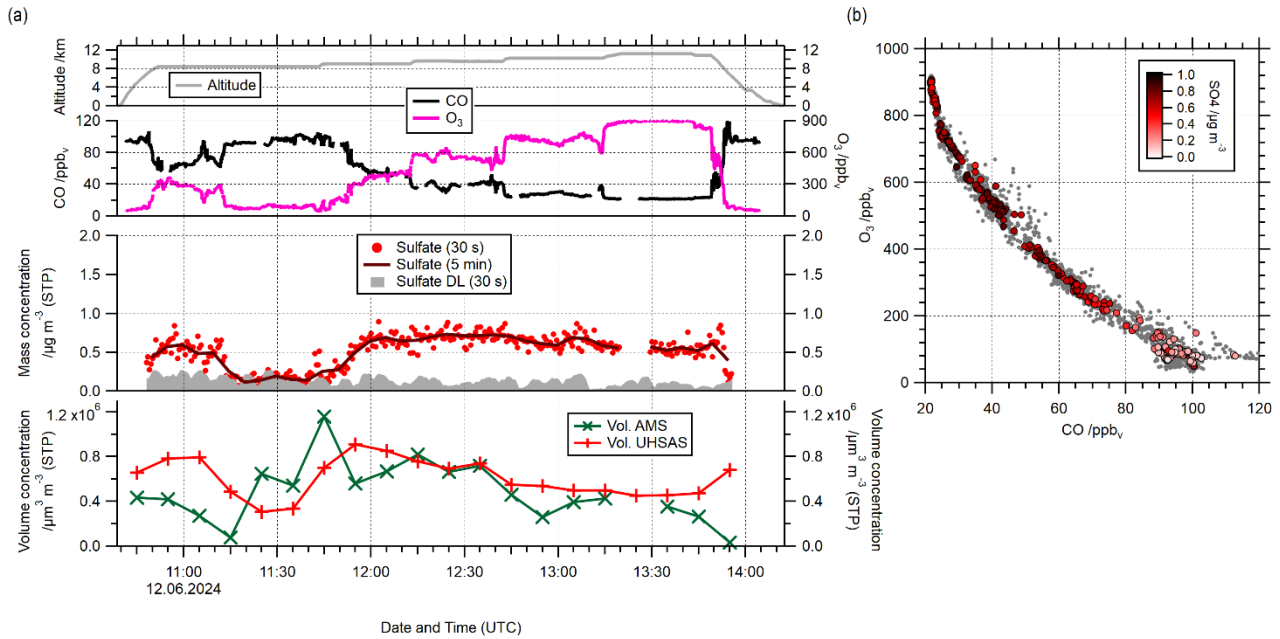 (a)
(b)
Altitude /km
12
8
4
0
Altitude
12
8
4
0
CO /ppbv
120
80
40
0
CO
O3
900
600
300
0
O3 /ppbv
Mass concentration
/µg m-3 (STP)
2.0
1.5
1.0
0.5
0.0
Sulfate (30 s)
Sulfate (5 min)
Sulfate DL (30 s)
2.0
1.5
1.0
0.5
0.0
Volume concentration
/µm3 m-3 (STP)
1.2
0.8
0.4
0.0
x10^6
Vol. AMS
Vol. UHSAS
1.2 x10^6
0.8
0.4
0.0
Volume concentration
/µm3 m-3 (STP)
11:00
11:30
12:00
12:30
13:00
13:30
14:00
12.06.2024
Date and Time (UTC)
O3 /ppbv
1000
800
600
400
200
0
1.0
0.8
0.6
0.4
0.2
0.0
SO4 /µg m-3
20
40
60
80
100
120
CO /ppbv